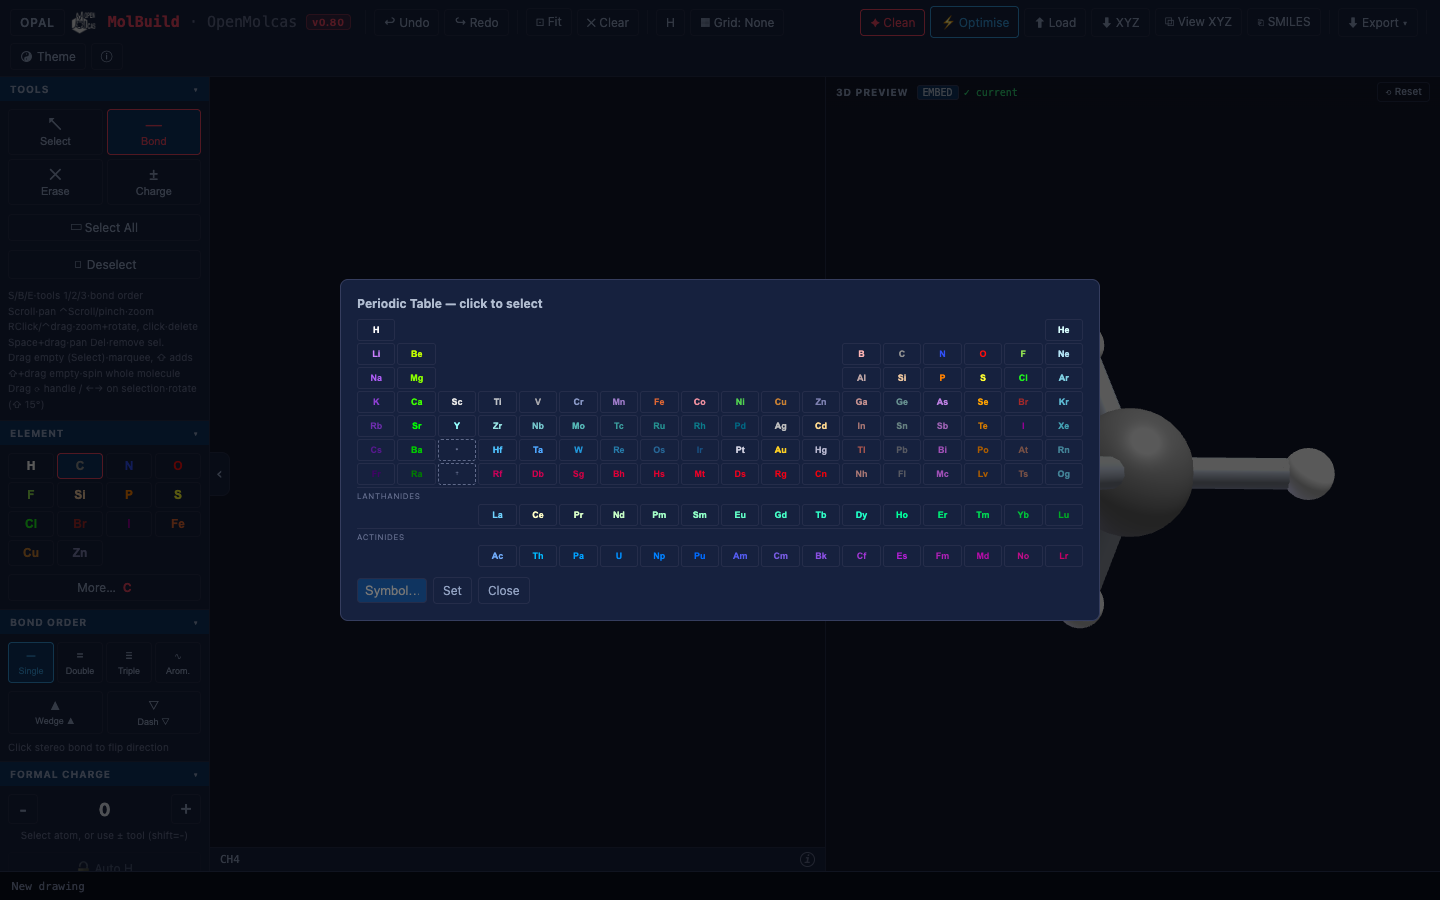 OPAL MolBuild · OpenMolcas v0.80 Undo Redo Fit Clear H Grid: None Clean Optimise Load XYZ View XYZ SMILES Export
Theme
TOOLS
3D PREVIEW EMBED ✓ current Reset
Select Bond
Erase Charge
Select All
Deselect
S/B/E·tools 1/2/3·bond order
Scroll·pan ⌃Scroll/pinch·zoom
RClick/⌃drag·zoom+rotate, click·delete
Space+drag·pan Del·remove sel.
Drag empty (Select)·marquee, ⇧ adds
⇧+drag empty·spin whole molecule
Drag ○ handle / ←→ on selection·rotate
(⇧ 15°)
ELEMENT
H C N O
F Si P S
Cl Br I Fe
Cu Zn
More... C
BOND ORDER
Single Double Triple Arom.
Wedge ▲ Dash ▽
Click stereo bond to flip direction
FORMAL CHARGE
- 0 +
Select atom, or use ± tool (shift=-)
Auto H
Periodic Table — click to select
H He
Li Be B C N O F Ne
Na Mg Al Si P S Cl Ar
K Ca Sc Ti V Cr Mn Fe Co Ni Cu Zn Ga Ge As Se Br Kr
Rb Sr Y Zr Nb Mo Tc Ru Rh Pd Ag Cd In Sn Sb Te I Xe
Cs Ba * Hf Ta W Re Os Ir Pt Au Hg Tl Pb Bi Po At Rn
Ra † Rf Db Sg Bh Hs Mt Ds Rg Cn Nh Fl Mc Lv Ts Og
LANTHANIDES
La Ce Pr Nd Pm Sm Eu Gd Tb Dy Ho Er Tm Yb Lu
ACTINIDES
Ac Th Pa U Np Pu Am Cm Bk Cf Es Fm Md No Lr
Symbol... Set Close
CH4
New drawing